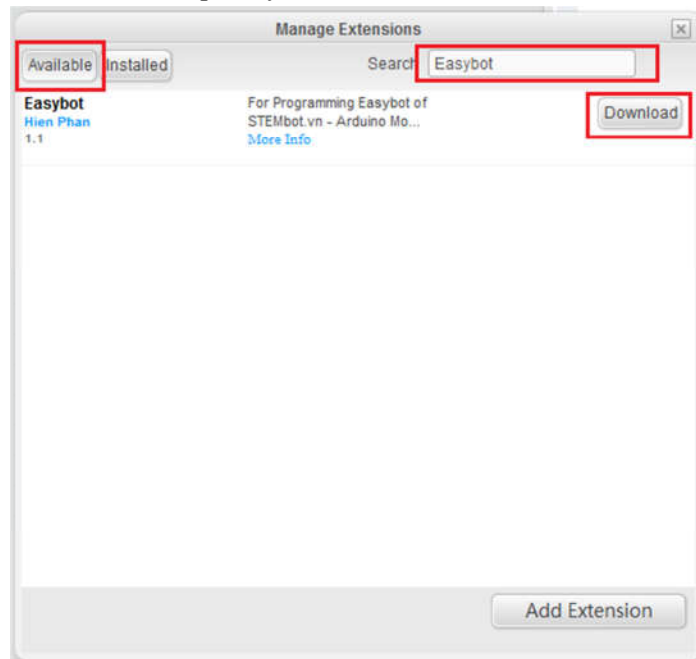 Manage Extensions
Available Installed Search Easybot
Easybot
Hien Phan
1.1
For Programming Easybot of
STEMbot.vn - Arduino Mo...
More Info
Download
Add Extension